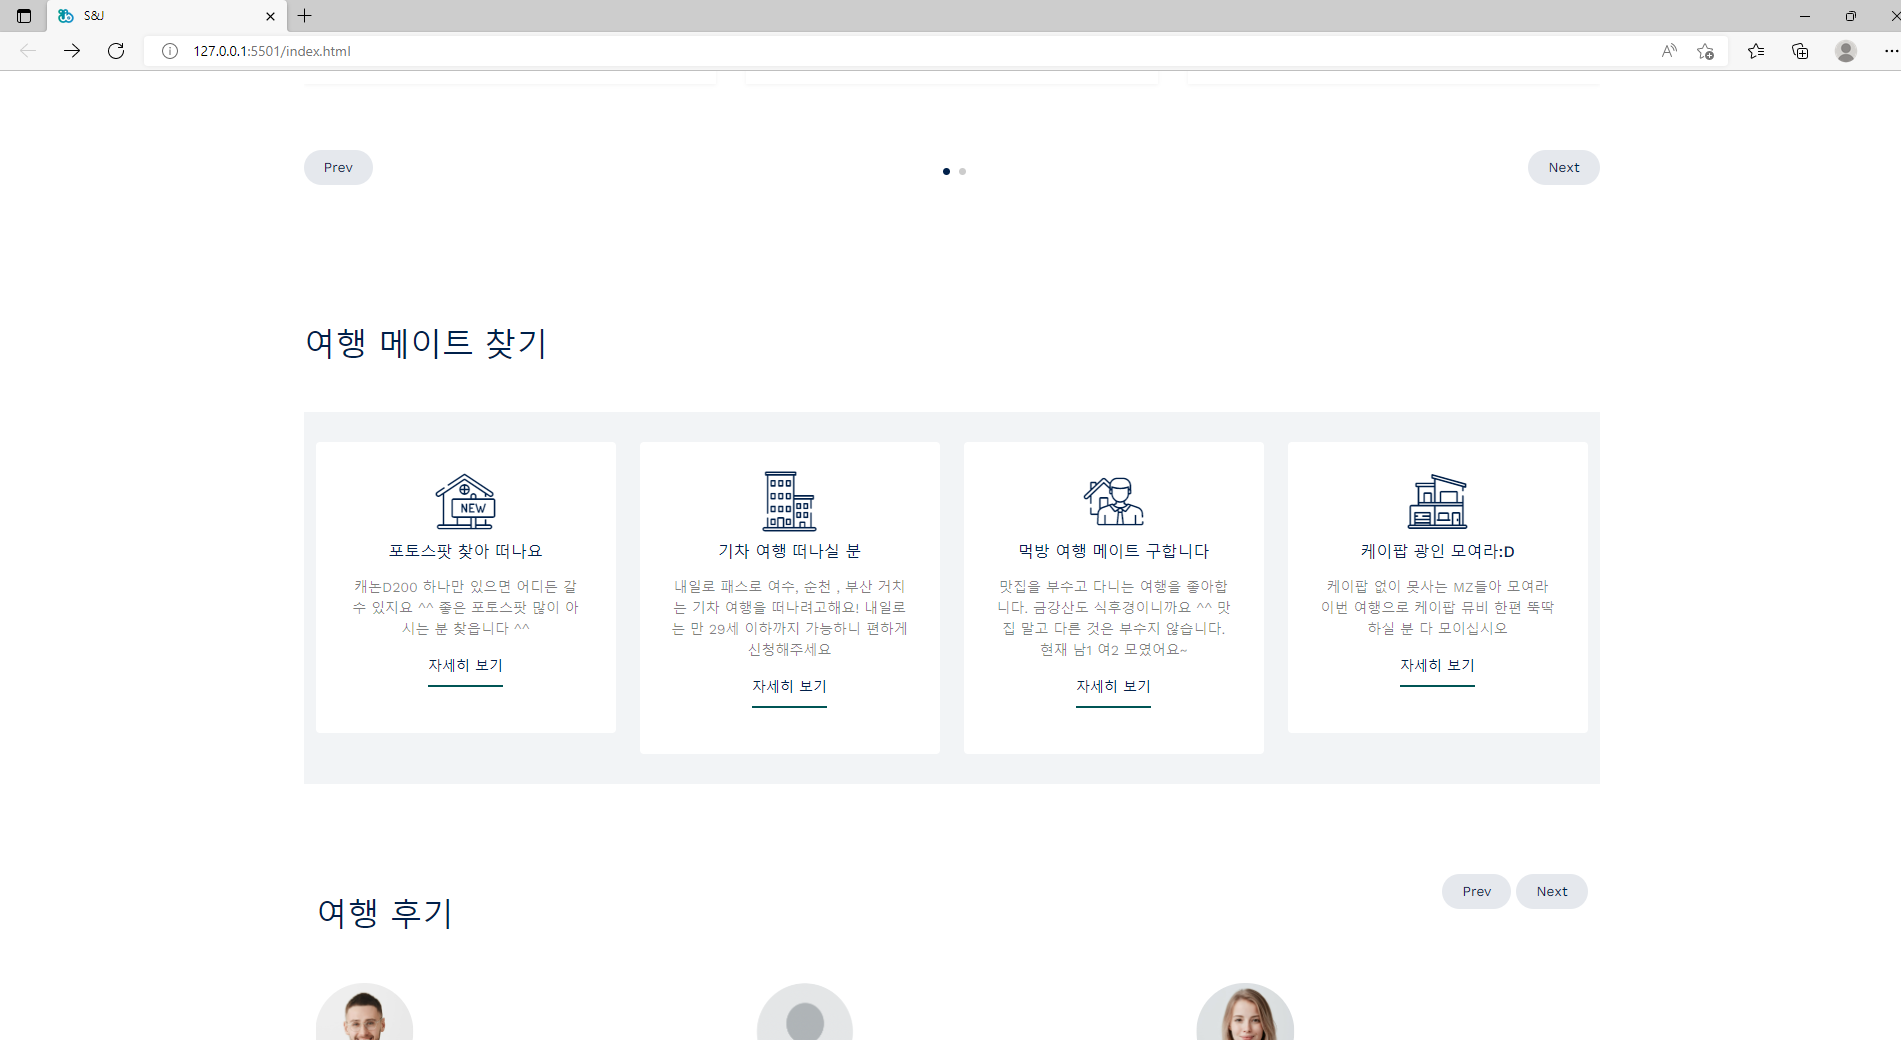 S&J
127.0.0.1:5501/index.html
Prev
Next
여행 메이트 찾기
NEW
포토스팟 찾아 떠나요
캐논D200 하나만 있으면 어디든 갈
수 있지요 ^^ 좋은 포토스팟 많이 아
시는 분 찾읍니다 ^^
자세히 보기
기차 여행 떠나실 분
내일로 패스로 여수, 순천 , 부산 거치
는 기차 여행을 떠나려고해요! 내일로
는 만 29세 이하까지 가능하니 편하게
신청해주세요
자세히 보기
먹방 여행 메이트 구합니다
맛집을 부수고 다니는 여행을 좋아합
니다. 금강산도 식후경이니까요 ^^ 맛
집 말고 다른 것은 부수지 않습니다.
현재 남1 여2 모였어요~
자세히 보기
케이팝 광인 모여라:D
케이팝 없이 못사는 MZ들아 모여라
이번 여행으로 케이팝 뮤비 한편 뚝딱
하실 분 다 모이십시오
자세히 보기
여행 후기
Prev
Next